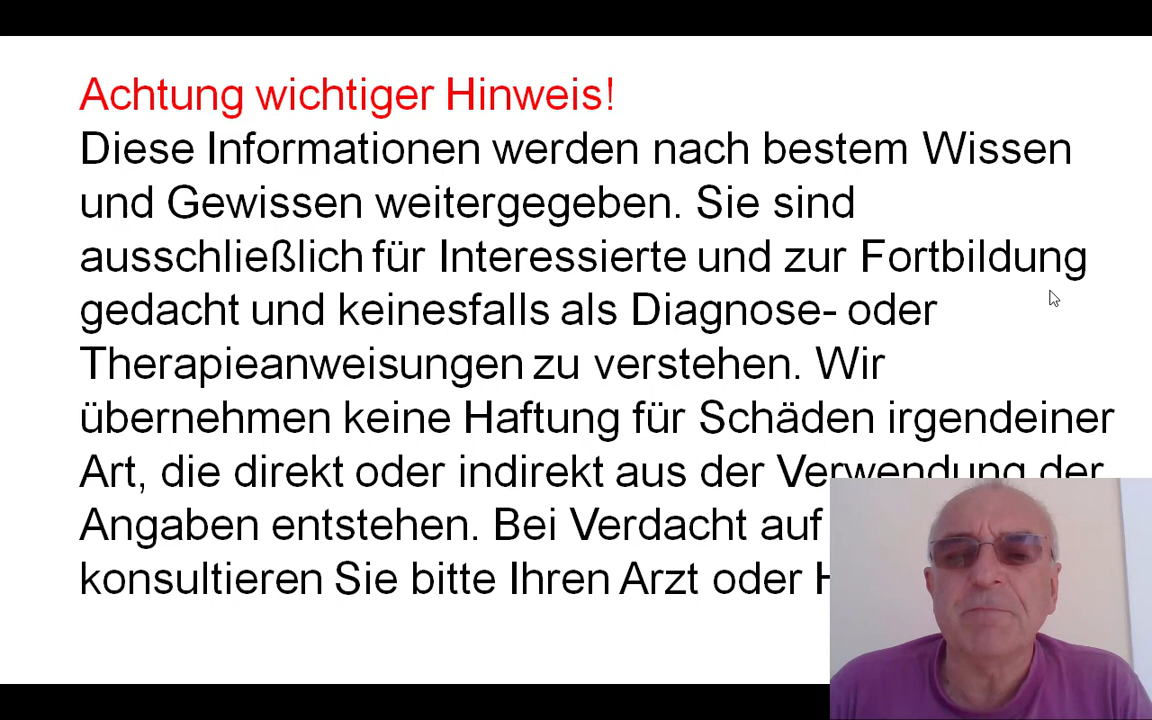 Achtung wichtiger Hinweis!
Diese Informationen werden nach bestem Wissen
und Gewissen weitergegeben. Sie sind
ausschließlich für Interessierte und zur Fortbildung
gedacht und keinesfalls als Diagnose- oder
Therapieanweisungen zu verstehen. Wir
übernehmen keine Haftung für Schäden irgendeiner
Art, die direkt oder indirekt aus der Verwendung der
Angaben entstehen. Bei Verdacht auf
konsultieren Sie bitte Ihren Arzt oder